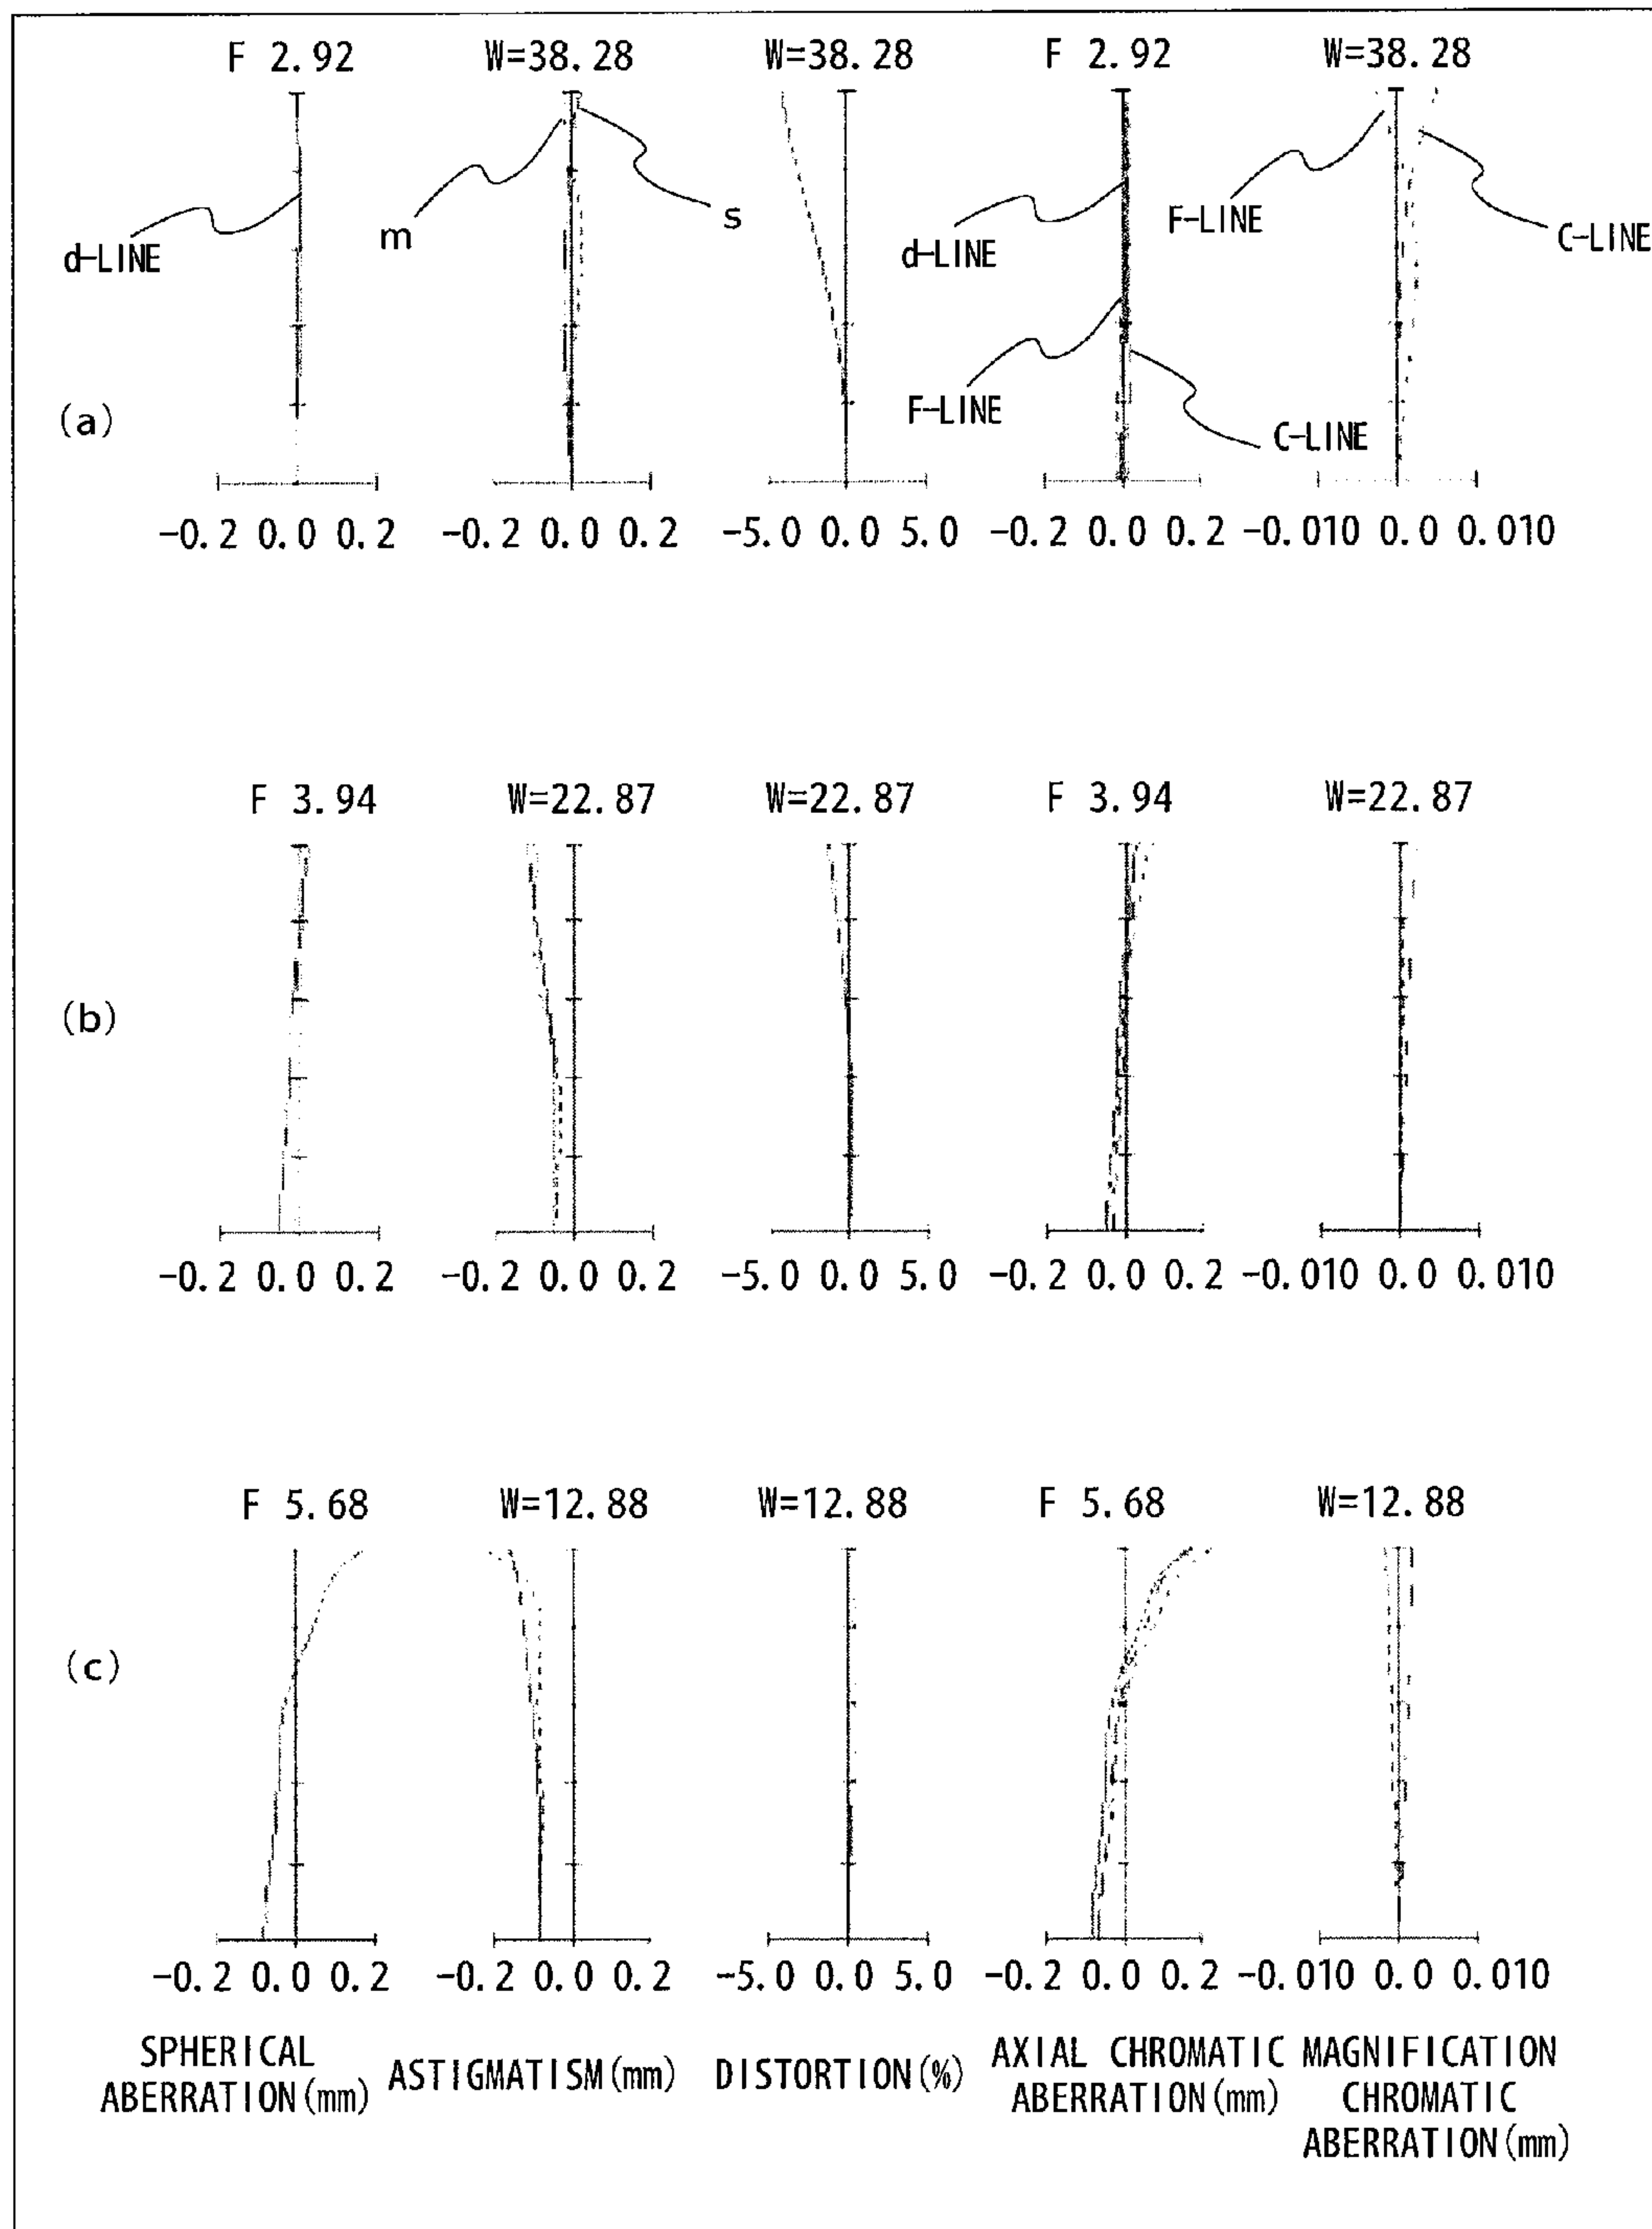 F 2.92 W=38.28 W=38.28 F 2.92 W=38.28
d-LINE m s d-LINE F-LINE C-LINE
F-LINE C-LINE
(a)
-0.2 0.0 0.2 -0.2 0.0 0.2 -5.0 0.0 5.0 -0.2 0.0 0.2 -0.010 0.0 0.010
F 3.94 W=22.87 W=22.87 F 3.94 W=22.87
(b)
-0.2 0.0 0.2 -0.2 0.0 0.2 -5.0 0.0 5.0 -0.2 0.0 0.2 -0.010 0.0 0.010
F 5.68 W=12.88 W=12.88 F 5.68 W=12.88
(c)
-0.2 0.0 0.2 -0.2 0.0 0.2 -5.0 0.0 5.0 -0.2 0.0 0.2 -0.010 0.0 0.010
SPHERICAL
ABERRATION(mm)
ASTIGMATISM(mm)
DISTORTION(%)
AXIAL CHROMATIC
ABERRATION(mm)
MAGNIFICATION
CHROMATIC
ABERRATION(mm)